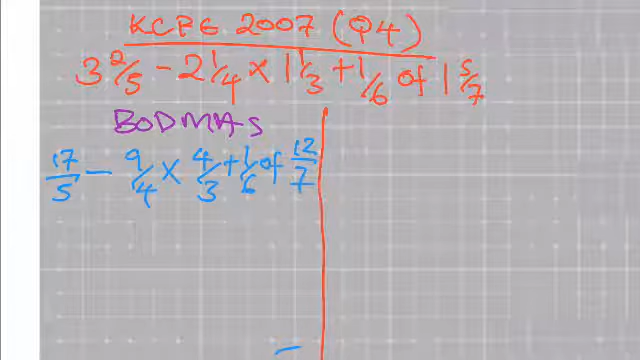 KCPE 2007 (Q4)
3 2/5 - 2 1/4 × 1 1/3 + 1/6 of 1 5/7
BODMAS
17/5 - 9/4 × 4/3 + 1/6 of 12/7